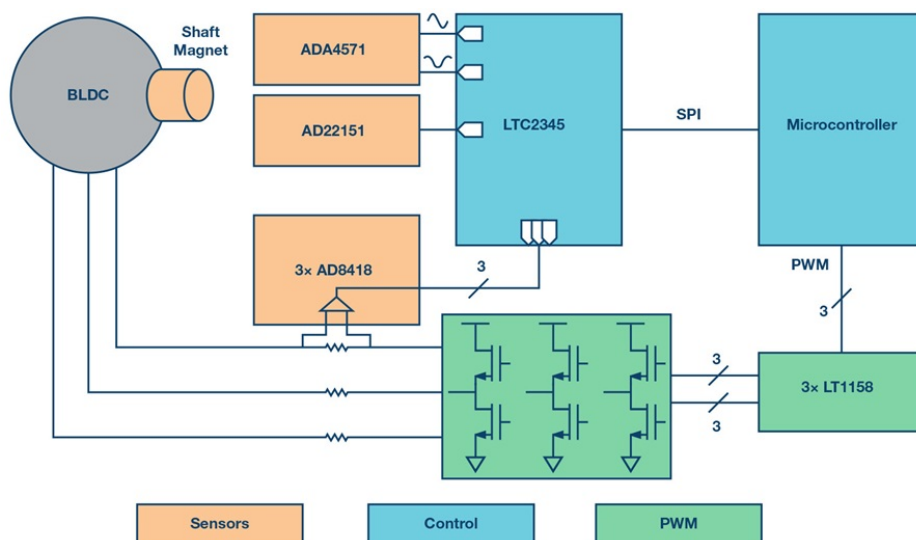 Shaft
Magnet
BLDC
ADA4571
AD22151
LTC2345
SPI
Microcontroller
3× AD8418
3
PWM
3
3
3
3× LT1158
Sensors
Control
PWM